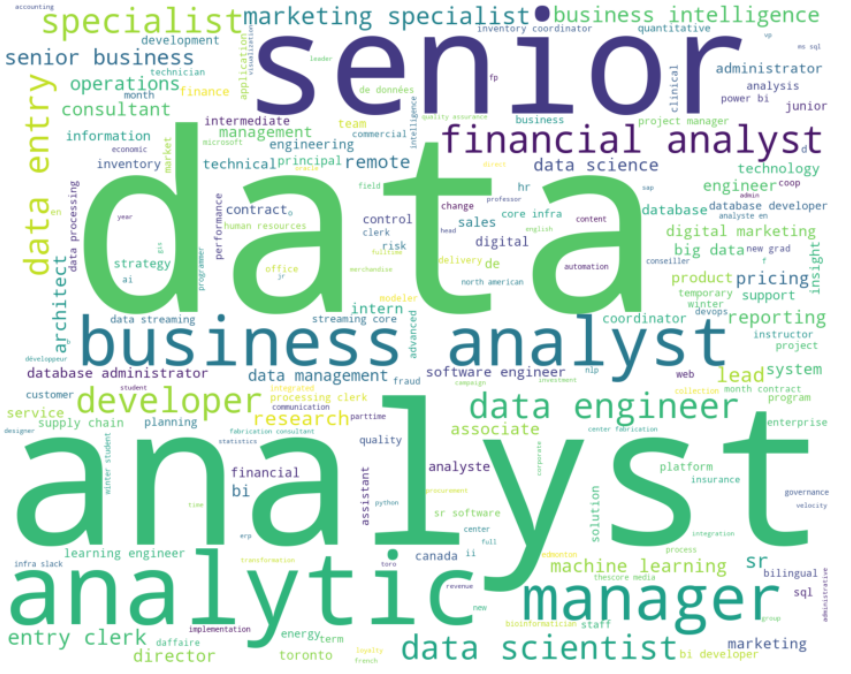 accounting
specialist
marketing specialist
business intelligence
senior
development
inventory coordinator
quantitative
vp
ms sql
senior business
visualization
leader
application
technician
operations
month
finance
de données
fp
clinical
administrator
analysis
power bi
junior
data entry
consultant
intermediate
team
quality assurance
business
project manager
intelligence
information
management
commercial
microsoft
engineering
financial analyst
d
economic
market
inventory
technical
principal
remote
oracle
direct
data science
technology
data
field
hr
sap
engineer
coop
admin
data processing
en
year
performance
contract
o
human resources
control
clerk
risk
fulltime
change
professor
head
sales
core infra
english
content
database
database developer
analyste en
digital marketing
digital
gis
programmer
strategy
ai
office
jr
merchandise
delivery
de
north american
automation
big data
new grad
f
conseiller
insight
product
pricing
architect
modeler
intern
temporary
winter
support
data streaming
streaming core
advanced
coordinator
devops
reporting
instructor
project
business analyst
développeur
database administrator
data management
fraud
software engineer
nlp
web
lead
system
customer
student
integrated
processing clerk
campaign
investment
collection
month contract
program
developer
communication
research
parttime
data engineer
service
supply chain
planning
associate
enterprise
designer
fabrication consultant
statistics
quality
center fabrication
analyst
winter student
financial
bi
assistant
analyste
corporate
platform
insurance
python
procurement
solution
governance
velocity
time
erp
sr software
center
full
integration
process
learning engineer
infra slack
transformation
toro
canada
ii
edmonton
machine learning
sr
bilingual
thescore media
sql
administrative
analytic
revenue
new
manager
group
implementation
bioinformatician
staff
entry clerk
daffaire
energy
term
director
toronto
loyalty
french
data scientist
bi developer
marketing